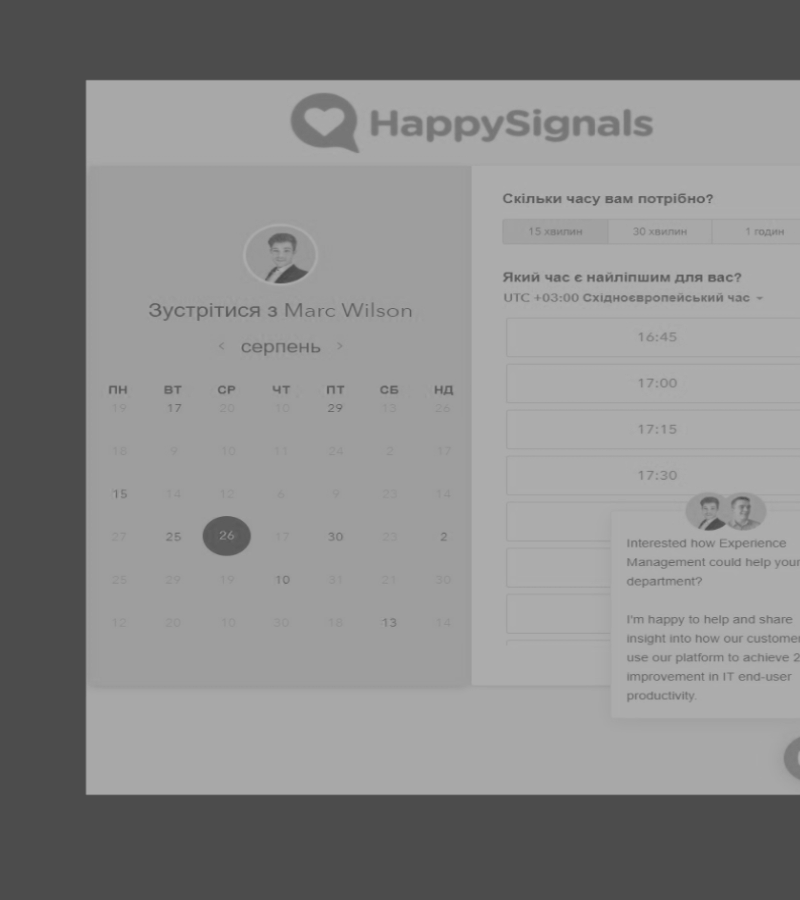 HappySignals
Зустрітися з Marc Wilson
‹ серпень ›
ПН ВТ СР ЧТ ПТ СБ НД
19 17 20 10 29 13 26
18 9 10 11 24 2 17
15 14 12 6 9 23 14
27 25 26 17 30 23 2
25 29 19 10 31 21 30
12 20 10 30 18 13 14
Скільки часу вам потрібно?
15 хвилин 30 хвилин 1 годин
Який час є найліпшим для вас?
UTC +03:00 Східноєвропейський час
16:45
17:00
17:15
17:30
Interested how Experience
Management could help your
department?
I'm happy to help and share
insight into how our customer
use our platform to achieve 2
improvement in IT end-user
productivity.